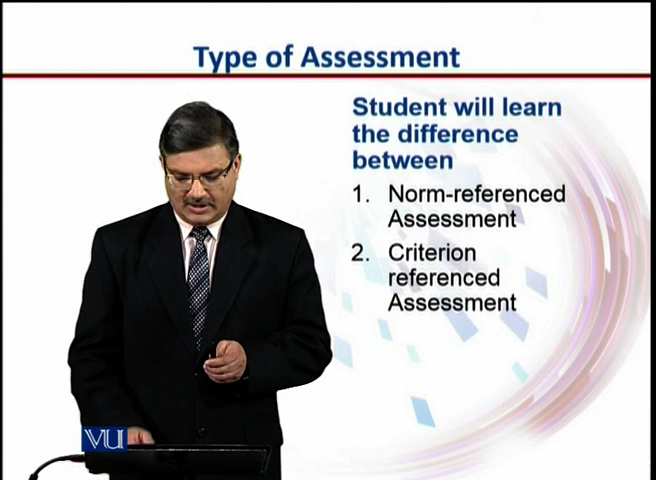 Type of Assessment
Student will learn
the difference
between
1. Norm-referenced
Assessment
2. Criterion
referenced
Assessment
VU